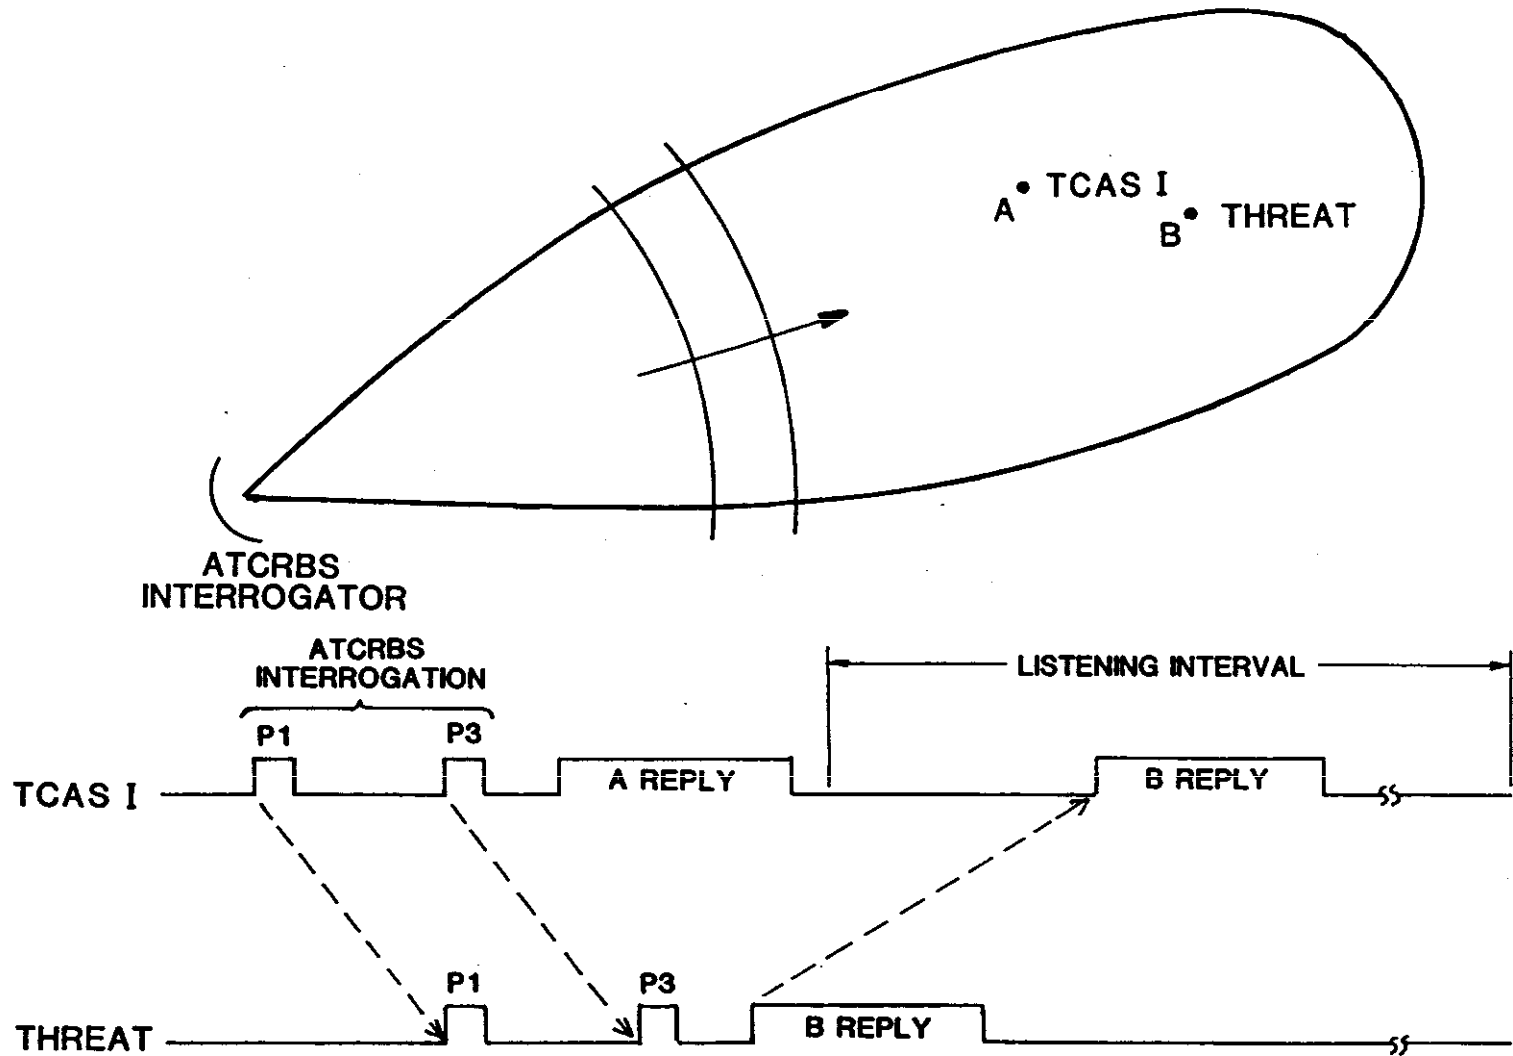 TCAS I
A
B
THREAT
ATCRBS
INTERROGATOR
ATCRBS
INTERROGATION
LISTENING INTERVAL
P1
P3
A REPLY
B REPLY
TCAS I
P1
P3
B REPLY
THREAT